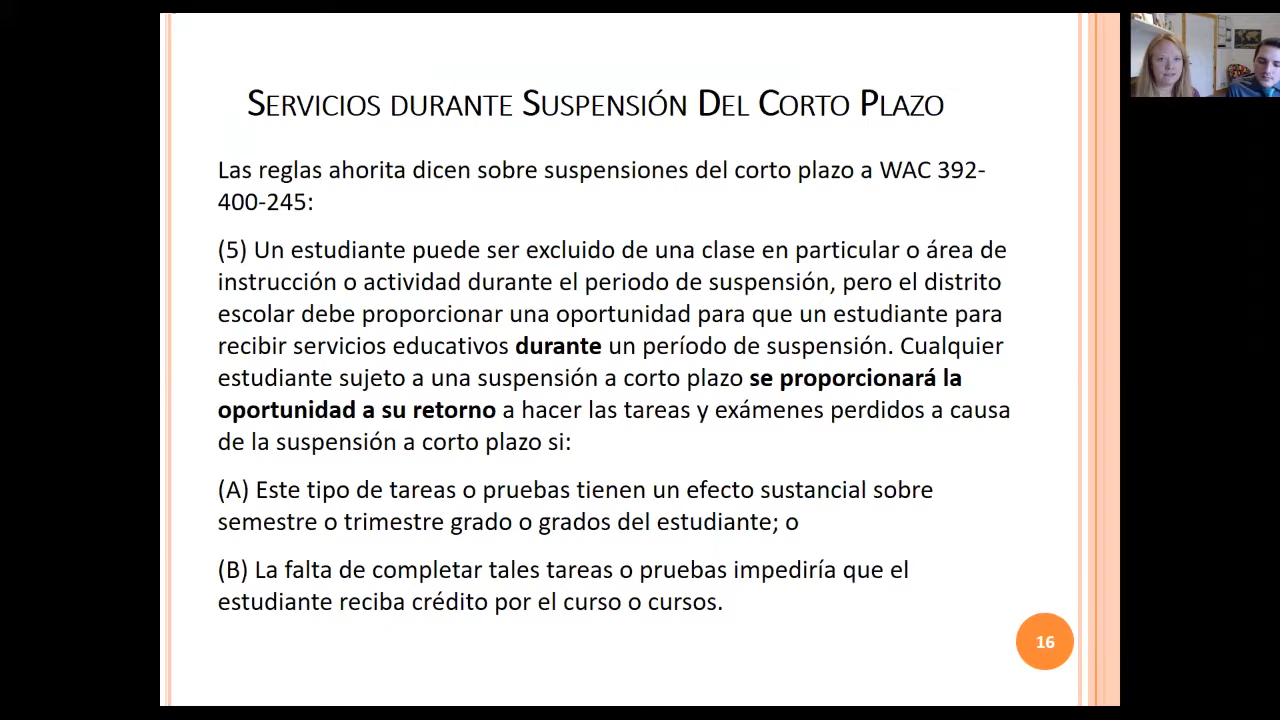 SERVICIOS DURANTE SUSPENSIÓN DEL CORTO PLAZO
Las reglas ahorita dicen sobre suspensiones del corto plazo a WAC 392-
400-245:
(5) Un estudiante puede ser excluido de una clase en particular o área de
instrucción o actividad durante el periodo de suspensión, pero el distrito
escolar debe proporcionar una oportunidad para que un estudiante para
recibir servicios educativos durante un período de suspensión. Cualquier
estudiante sujeto a una suspensión a corto plazo se proporcionará la
oportunidad a su retorno a hacer las tareas y exámenes perdidos a causa
de la suspensión a corto plazo si:
(A) Este tipo de tareas o pruebas tienen un efecto sustancial sobre
semestre o trimestre grado o grados del estudiante; o
(B) La falta de completar tales tareas o pruebas impediría que el
estudiante reciba crédito por el curso o cursos.
16